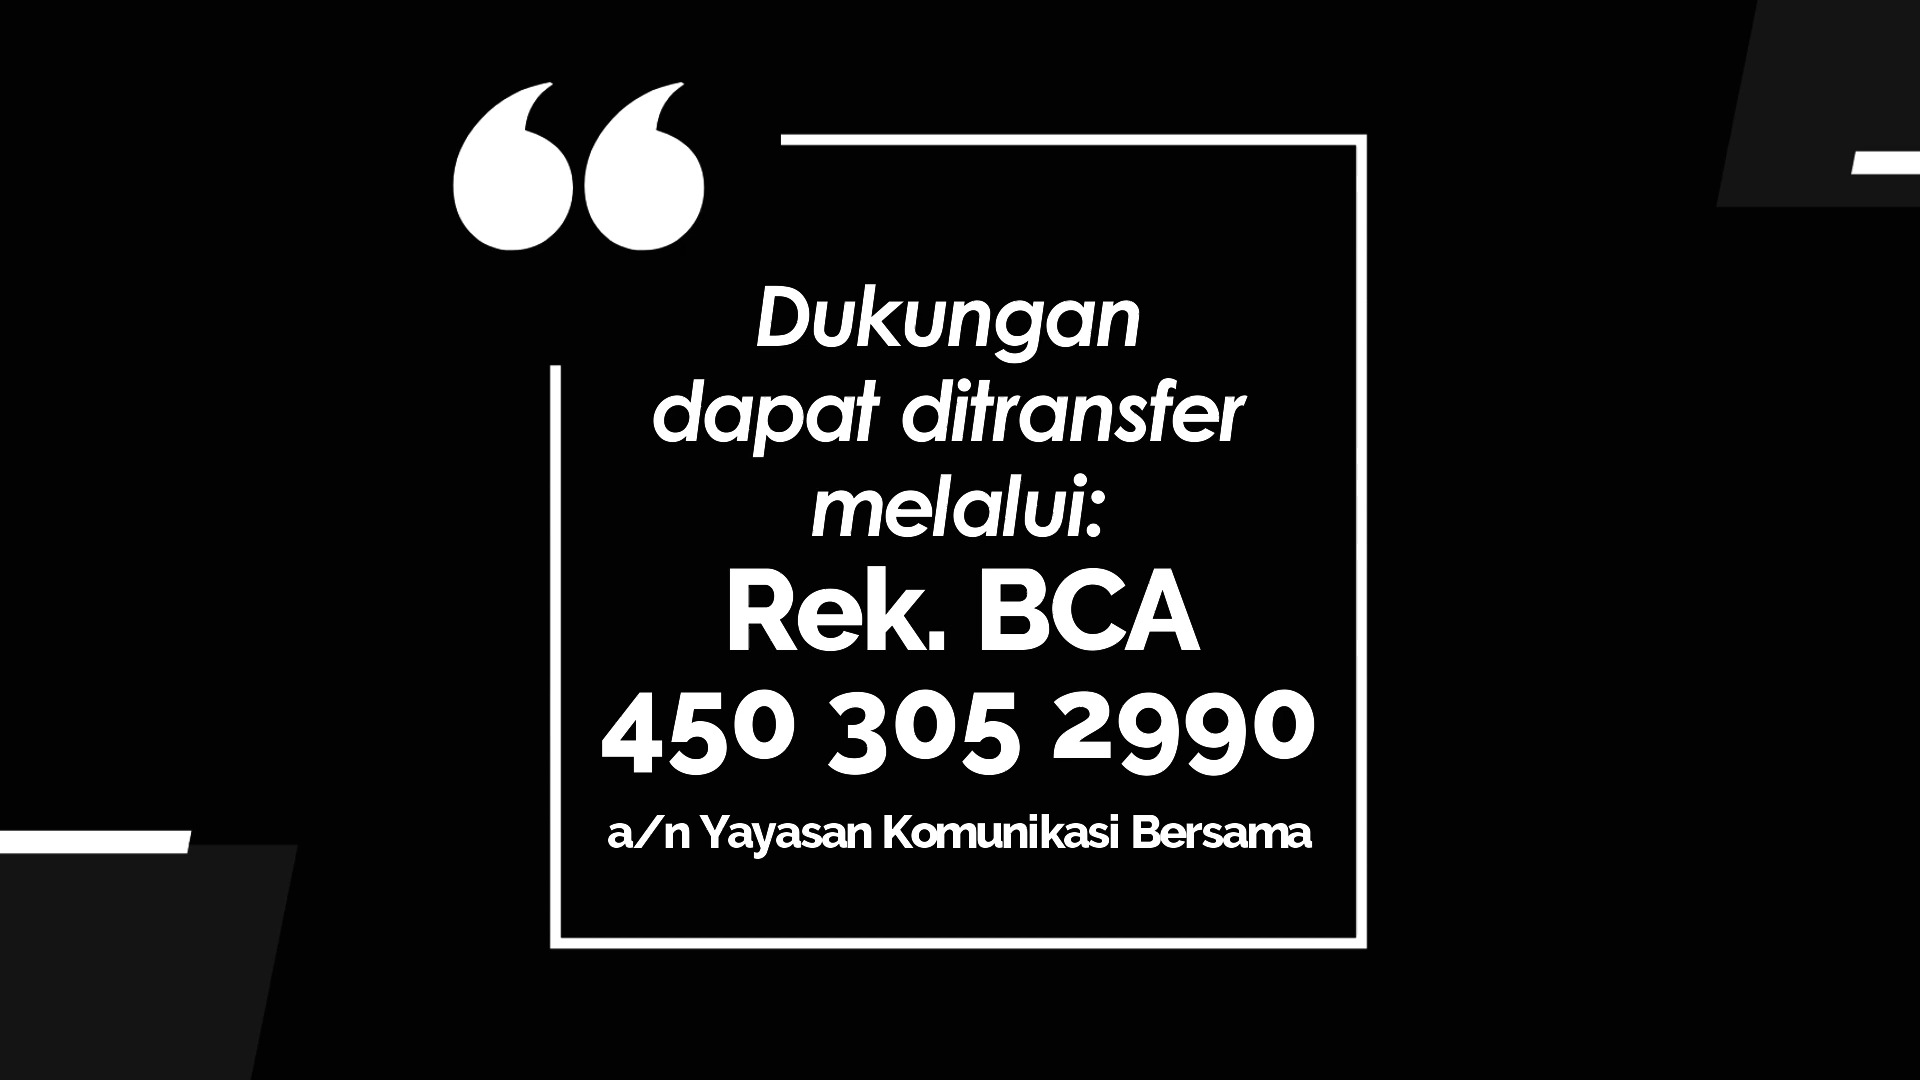 Dukungan
dapat ditransfer
melalui:
Rek. BCA
450 305 2990
a/n Yayasan Komunikasi Bersama